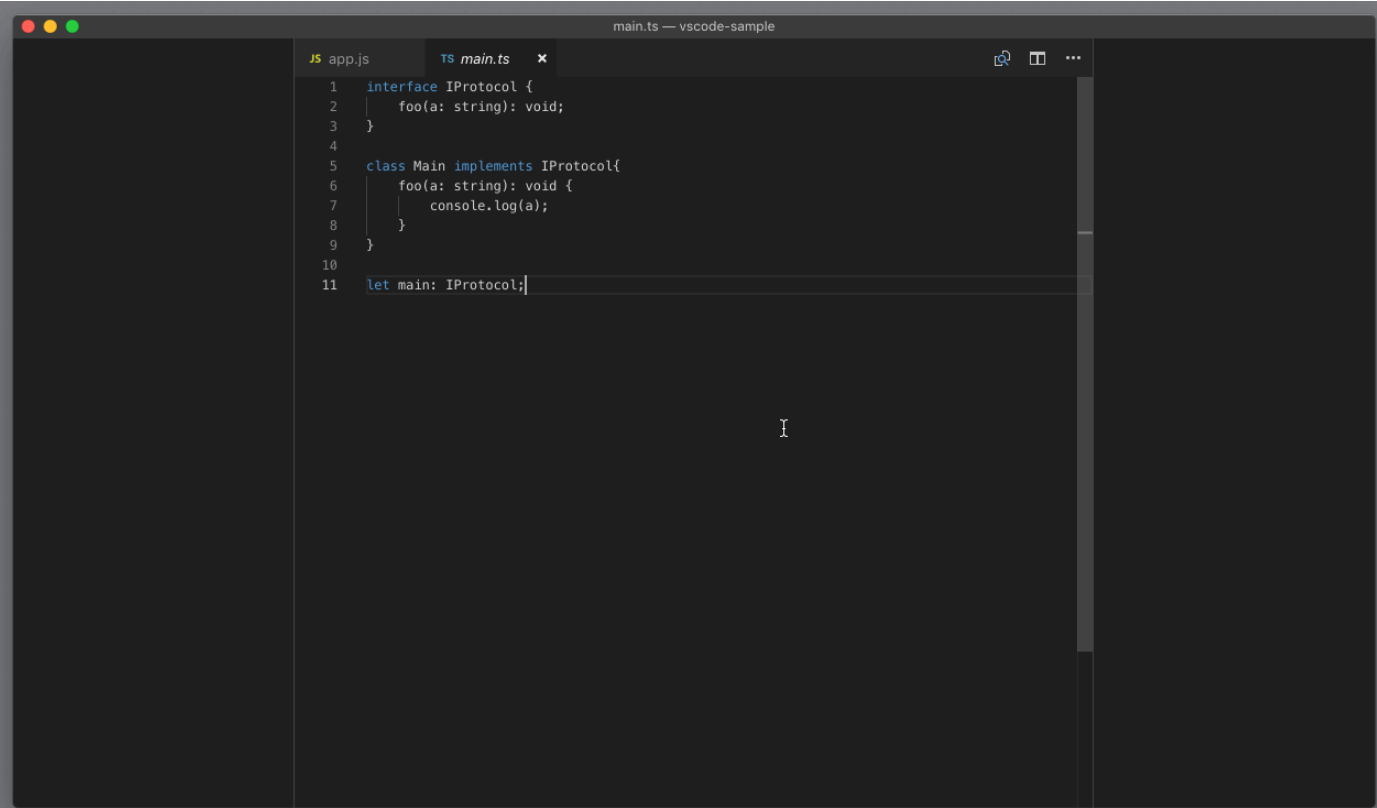 main.ts — vscode-sample
JS app.js TS main.ts
1 interface IProtocol {
2     foo(a: string): void;
3 }
4
5 class Main implements IProtocol{
6     foo(a: string): void {
7         console.log(a);
8     }
9 }
10
11 let main: IProtocol;